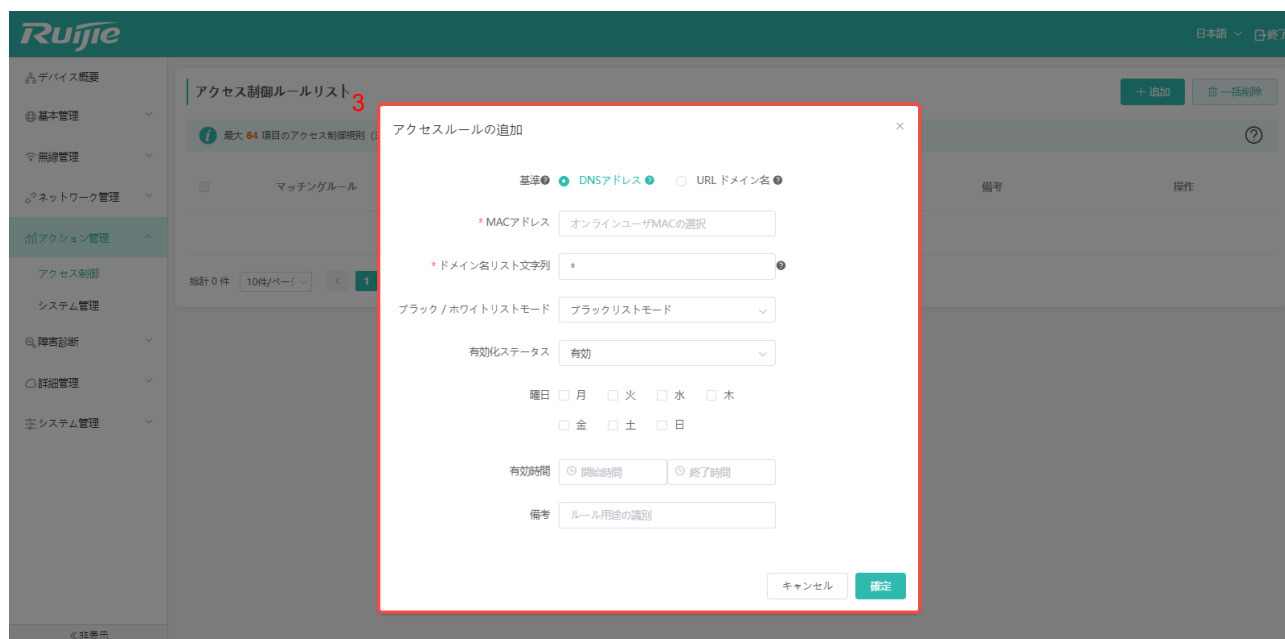 Ruijie
日本語
終了
デバイス概要
基本管理
無線管理
ネットワーク管理
アクション管理
アクセス制御
システム管理
障害診断
詳細管理
システム管理
≪非表示
アクセス制御ルールリスト
3
+ 追加
一括削除
最大 64 項目のアクセス制御規則
マッチングルール
備考
操作
総計 0 件
10件/ページ
<
1
アクセスルールの追加
×
基準
DNSアドレス
URL ドメイン名
* MACアドレス
オンラインユーザMACの選択
* ドメイン名リスト文字列
*
ブラック / ホワイトリストモード
ブラックリストモード
有効化ステータス
有効
曜日 月 火 水 木
金 土 日
有効時間
開始時間
終了時間
備考
ルール用途の識別
キャンセル
確定